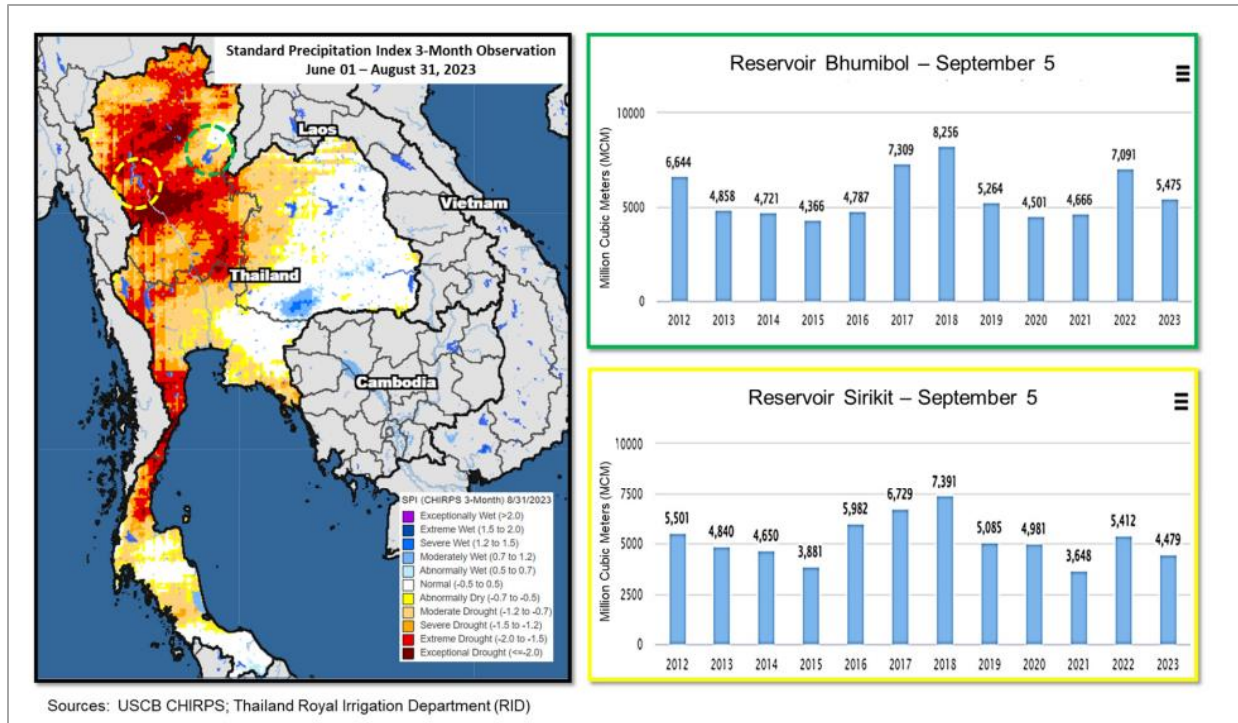 Standard Precipitation Index 3-Month Observation
June 01 – August 31, 2023
Laos
Vietnam
Thailand
Cambodia
SPI (CHIRPS 3-Month) 8/31/2023
Exceptionally Wet (>2.0)
Extreme Wet (1.5 to 2.0)
Severe Wet (1.2 to 1.5)
Moderately Wet (0.7 to 1.2)
Abnormally Wet (0.5 to 0.7)
Normal (-0.5 to 0.5)
Abnormally Dry (-0.7 to -0.5)
Moderate Drought (-1.2 to -0.7)
Severe Drought (-1.5 to -1.2)
Extreme Drought (-2.0 to -1.5)
Exceptional Drought (<=-2.0)
Reservoir Bhumibol – September 5
Million Cubic Meters (MCM)
10000
5000
0
6,644
4,858
4,721
4,366
4,787
7,309
8,256
5,264
4,501
4,666
7,091
5,475
2012 2013 2014 2015 2016 2017 2018 2019 2020 2021 2022 2023
Reservoir Sirikit – September 5
Million Cubic Meters (MCM)
10000
7500
5000
2500
0
5,501
4,840
4,650
3,881
5,982
6,729
7,391
5,085
4,981
3,648
5,412
4,479
2012 2013 2014 2015 2016 2017 2018 2019 2020 2021 2022 2023
Sources: USCB CHIRPS; Thailand Royal Irrigation Department (RID)